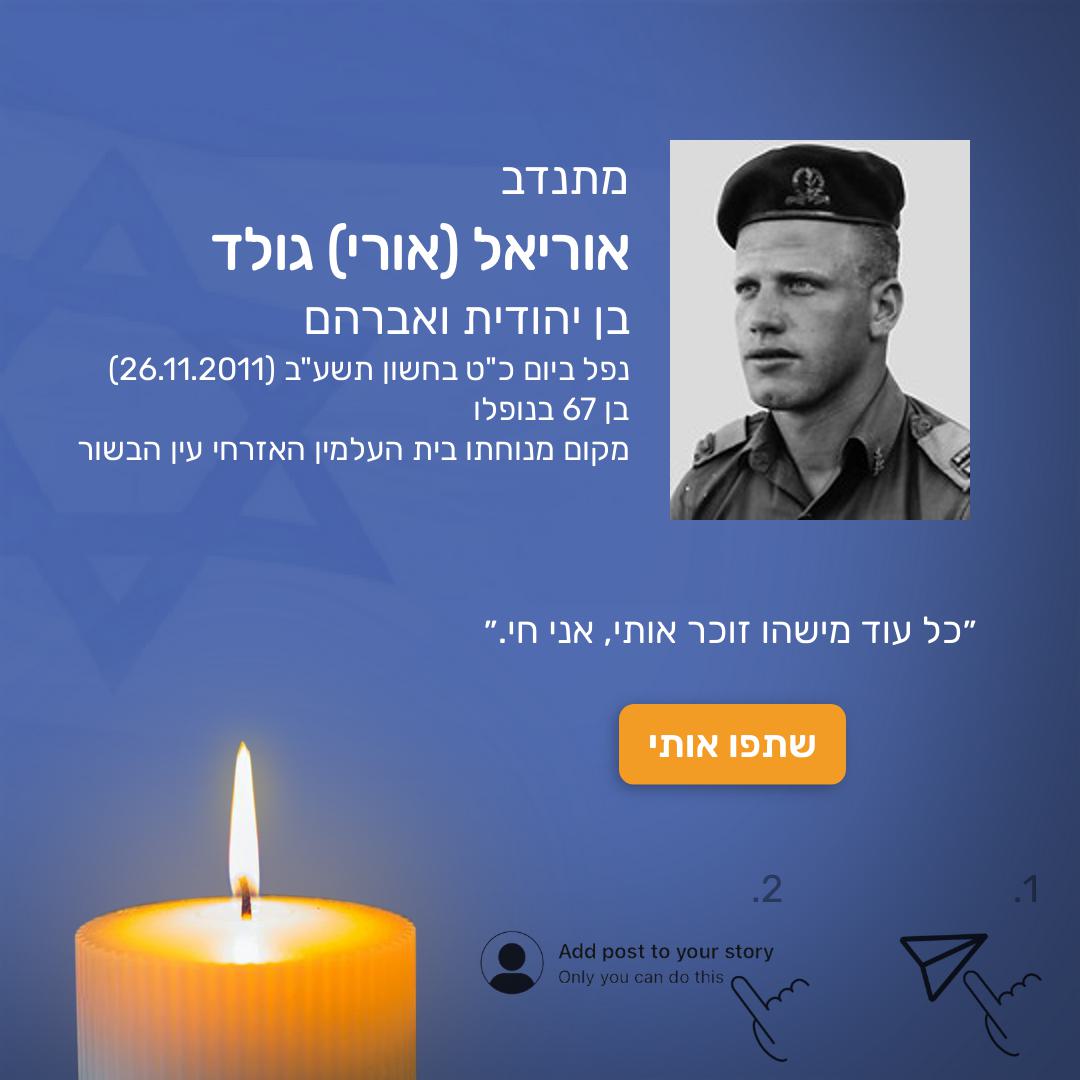 מתנדב
אוריאל (אורי) גולד
בן יהודית ואברהם
נפל ביום כ"ט בחשון תשע"ב (26.11.2011)
בן 67 בנופלו
מקום מנוחתו בית העלמין האזרחי עין הבשור
״כל עוד מישהו זוכר אותי, אני חי.״
שתפו אותי
1.
2.
Add post to your story
Only you can do this